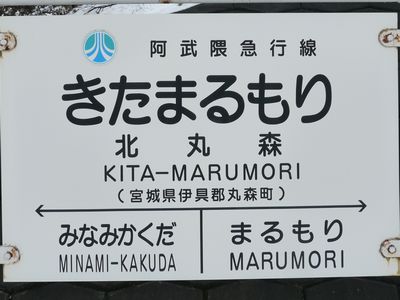 阿武隈急行線
きたまるもり
北丸森
KITA-MARUMORI
(宮城県伊具郡丸森町)
みなみかくだ まるもり
MINAMI-KAKUDA MARUMORI